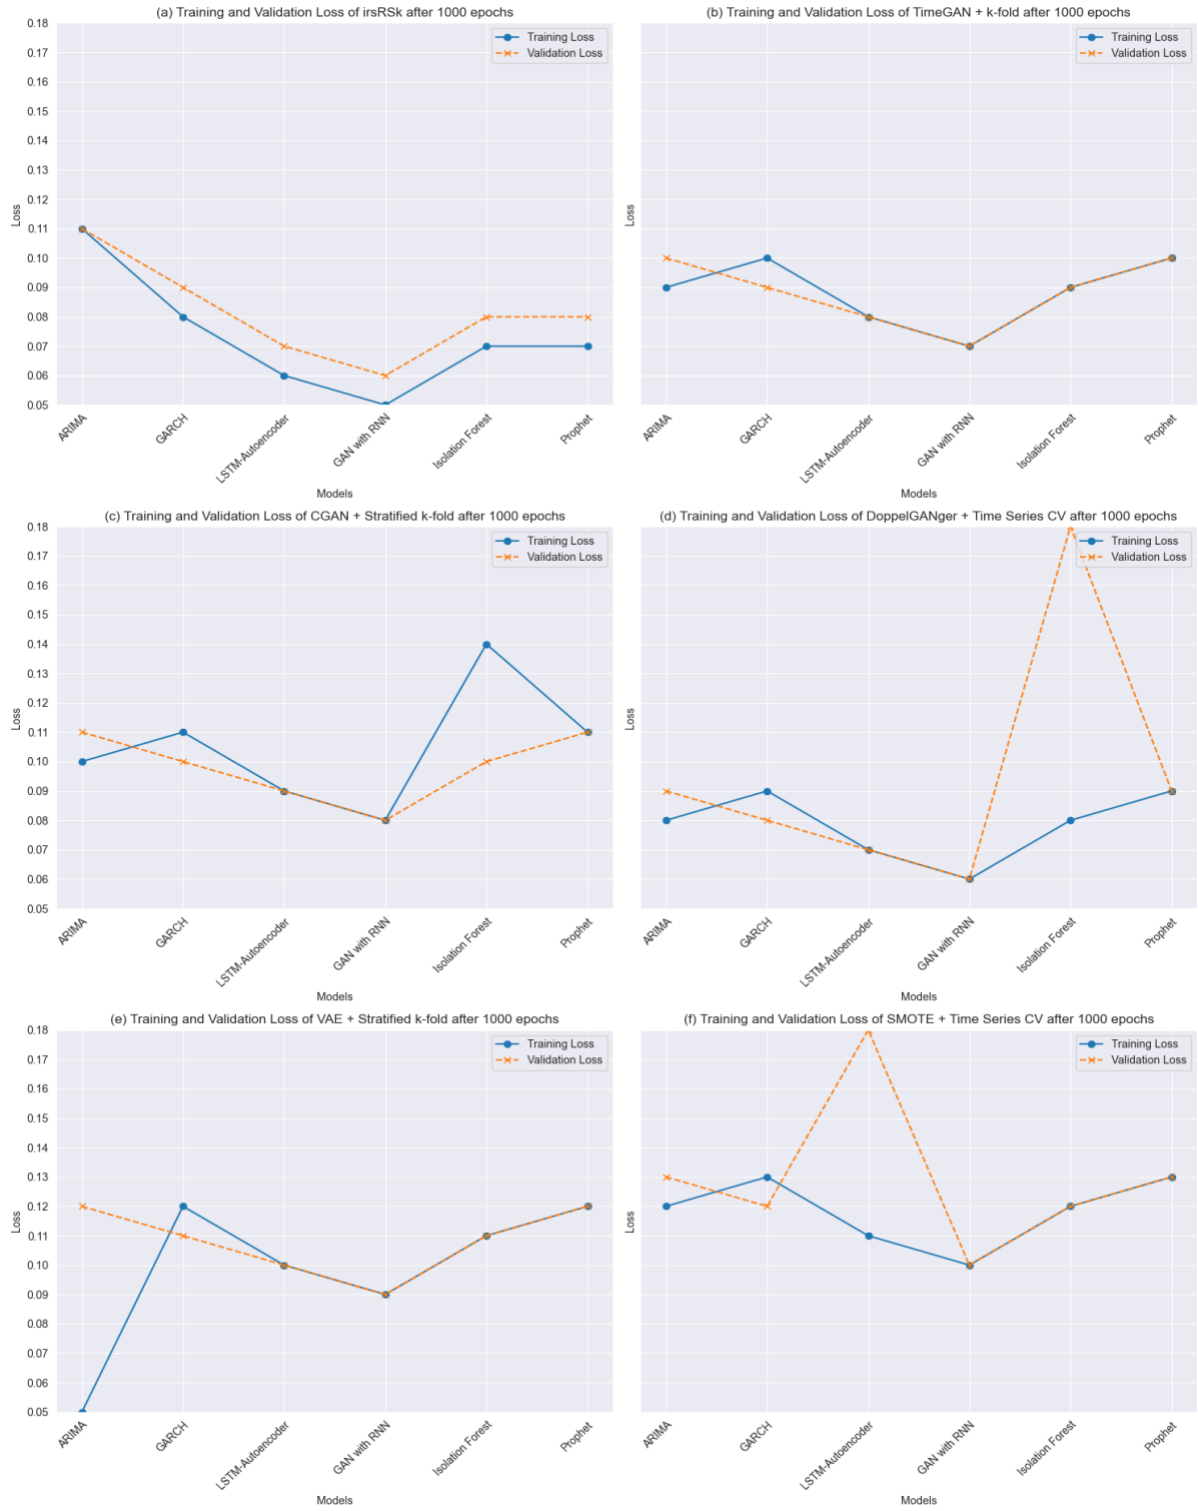 (a) Training and Validation Loss of irsRSk after 1000 epochs
0.18
0.17
0.16
0.15
0.14
0.13
0.12
0.11
0.10
0.09
0.08
0.07
0.06
0.05
Loss
Training Loss
Validation Loss
ARIMA
GARCH
LSTM-Autoencoder
GAN with RNN
Isolation Forest
Prophet
Models
(b) Training and Validation Loss of TimeGAN + k-fold after 1000 epochs
Loss
Training Loss
Validation Loss
ARIMA
GARCH
LSTM-Autoencoder
GAN with RNN
Isolation Forest
Prophet
Models
(c) Training and Validation Loss of CGAN + Stratified k-fold after 1000 epochs
0.18
0.17
0.16
0.15
0.14
0.13
0.12
0.11
0.10
0.09
0.08
0.07
0.06
0.05
Loss
Training Loss
Validation Loss
ARIMA
GARCH
LSTM-Autoencoder
GAN with RNN
Isolation Forest
Prophet
Models
(d) Training and Validation Loss of DoppelGANger + Time Series CV after 1000 epochs
Loss
Training Loss
Validation Loss
ARIMA
GARCH
LSTM-Autoencoder
GAN with RNN
Isolation Forest
Prophet
Models
(e) Training and Validation Loss of VAE + Stratified k-fold after 1000 epochs
0.18
0.17
0.16
0.15
0.14
0.13
0.12
0.11
0.10
0.09
0.08
0.07
0.06
0.05
Loss
Training Loss
Validation Loss
ARIMA
GARCH
LSTM-Autoencoder
GAN with RNN
Isolation Forest
Prophet
Models
(f) Training and Validation Loss of SMOTE + Time Series CV after 1000 epochs
Loss
Training Loss
Validation Loss
ARIMA
GARCH
LSTM-Autoencoder
GAN with RNN
Isolation Forest
Prophet
Models